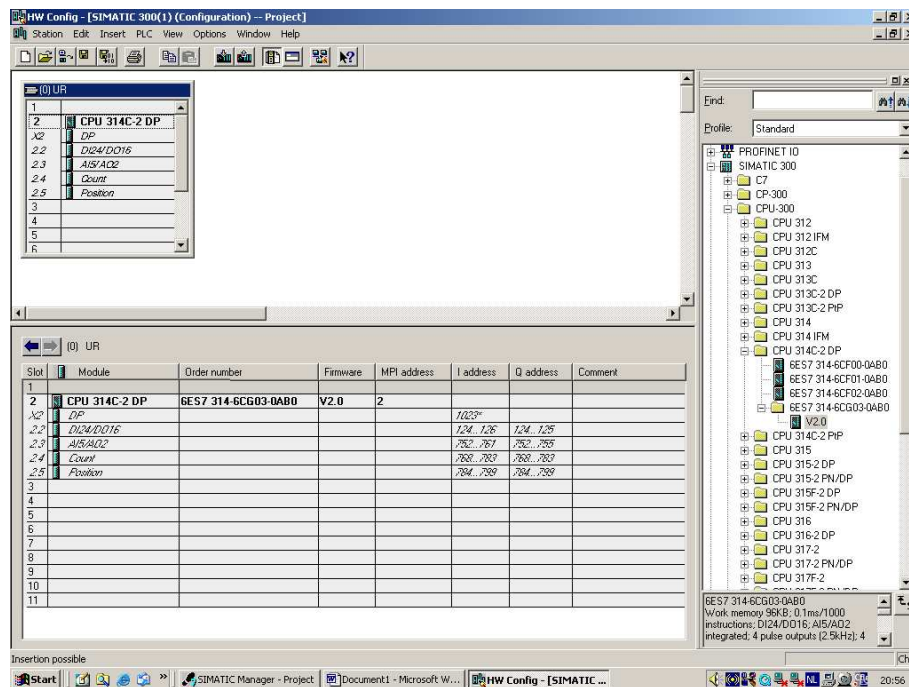 HW Config - [SIMATIC 300(1) (Configuration) -- Project]
Station Edit Insert PLC View Options Window Help
(0) UR
1
2 CPU 314C-2 DP
X2 DP
2.2 DI24/DO16
2.3 AI5/AO2
2.4 Count
2.5 Position
3
4
5
6
(0) UR
Slot Module Order number Firmware MPI address I address Q address Comment
1
2 CPU 314C-2 DP 6ES7 314-6CG03-0AB0 V2.0 2
X2 DP 1023*
2.2 DI24/DO16 124...126 124...125
2.3 AI5/AO2 752...761 752...755
2.4 Count 768...783 768...783
2.5 Position 784...799 784...799
3
4
5
6
7
8
9
10
11
Find:
Profile: Standard
PROFINET IO
SIMATIC 300
C7
CP-300
CPU-300
CPU 312
CPU 312 IFM
CPU 312C
CPU 313
CPU 313C
CPU 313C-2 DP
CPU 313C-2 PtP
CPU 314
CPU 314 IFM
CPU 314C-2 DP
6ES7 314-6CF00-0AB0
6ES7 314-6CF01-0AB0
6ES7 314-6CF02-0AB0
6ES7 314-6CG03-0AB0
V2.0
CPU 314C-2 PtP
CPU 315
CPU 315-2 DP
CPU 315-2 PN/DP
CPU 315F-2 DP
CPU 315F-2 PN/DP
CPU 316
CPU 316-2 DP
CPU 317-2
CPU 317-2 PN/DP
CPU 317F-2
6ES7 314-6CG03-0AB0
Work memory 96KB; 0.1ms/1000
instructions; DI24/DO16; AI5/AO2
integrated; 4 pulse outputs (2.5kHz); 4
Insertion possible Ch
Start » SIMATIC Manager - Project Document1 - Microsoft W... HW Config - [SIMATIC ... NL 20:56